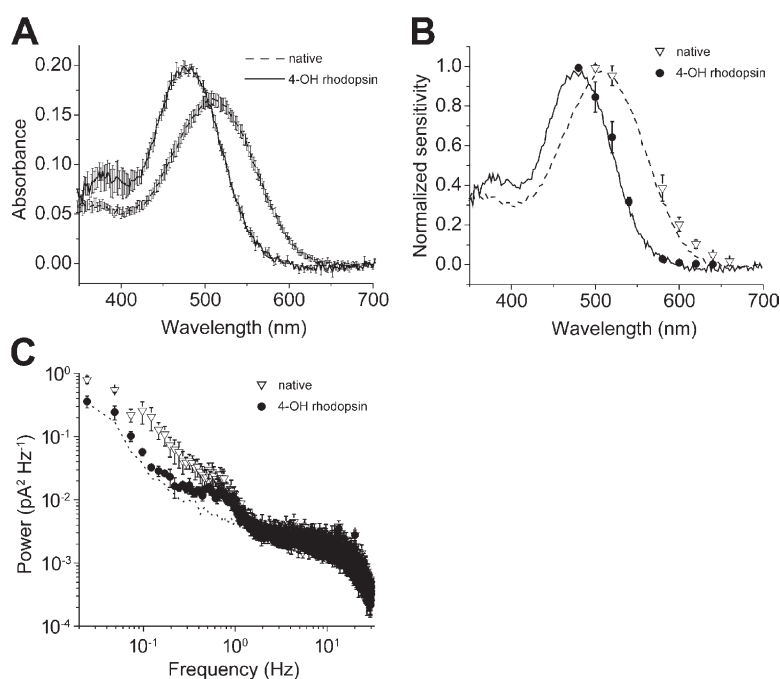 A
native
4-OH rhodopsin
0.20
0.15
0.10
0.05
0.00
Absorbance
400 500 600 700
Wavelength (nm)
B
native
4-OH rhodopsin
1.0
0.8
0.6
0.4
0.2
0.0
Normalized sensitivity
400 500 600 700
Wavelength (nm)
C
native
4-OH rhodopsin
10⁰
10⁻¹
10⁻²
10⁻³
10⁻⁴
Power (pA² Hz⁻¹)
10⁻¹ 10⁰ 10¹
Frequency (Hz)